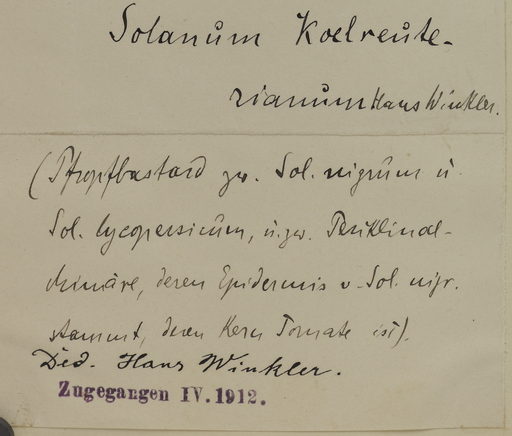 Solanum Koelreute-
rianum Hans Winkler.
(Pfropfbastard zw. Sol. nigrum u
Sol. lycopersicum, u.zw. Periklinal-
chimäre, deren Epidermis v. Sol. nigr.
stammt, deren Kern Tomate ist).
Ded. Hans Winkler.
Zugegangen IV. 1912.